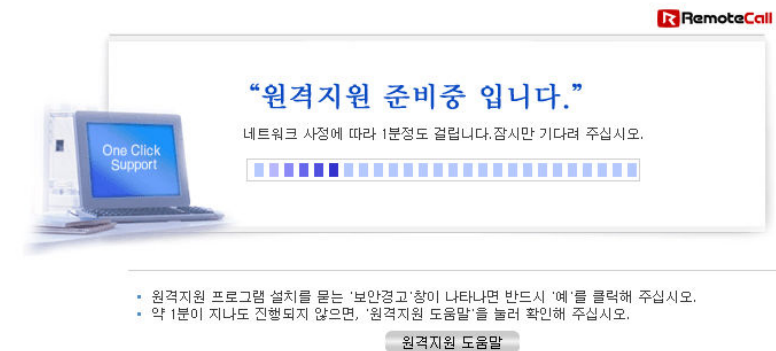 RemoteCall
“원격지원 준비중 입니다.”
네트워크 사정에 따라 1분정도 걸립니다.잠시만 기다려 주십시오.
One Click
Support
• 원격지원 프로그램 설치를 묻는 '보안경고'창이 나타나면 반드시 '예'를 클릭해 주십시오.
• 약 1분이 지나도 진행되지 않으면, '원격지원 도움말'을 눌러 확인해 주십시오.
원격지원 도움말